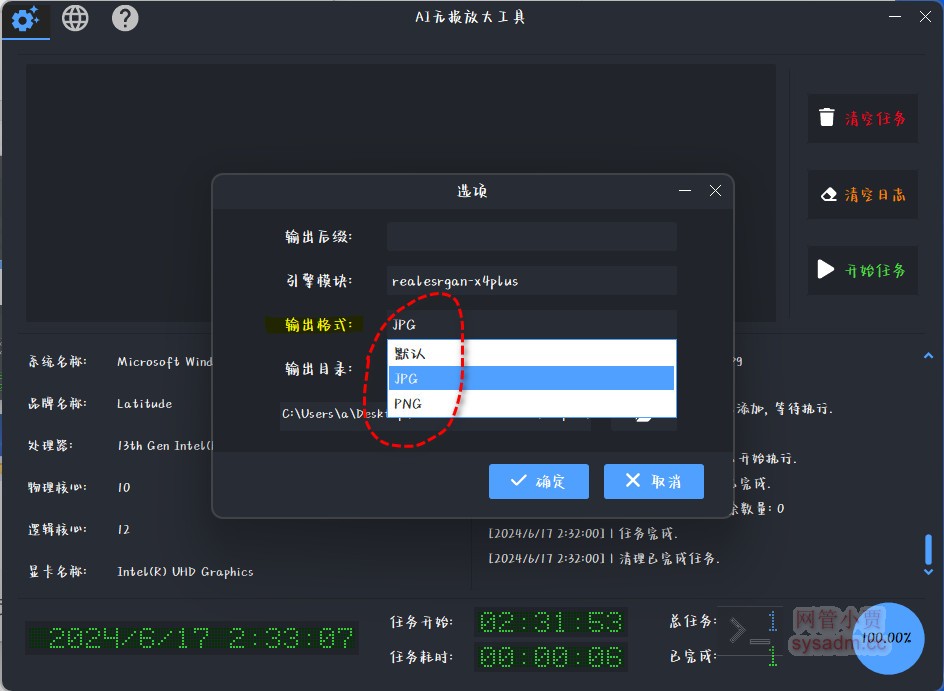 AI无损放大工具
清空任务
清空日志
开始任务
选项
输出后缀:
引擎模块: realesrgan-x4plus
输出格式: JPG
默认
JPG
PNG
输出目录:
C:\Users\a\Deskt
确定 取消
系统名称: Microsoft Wind
品牌名称: Latitude
处理器: 13th Gen Intel(
物理核心: 10
逻辑核心: 12
显卡名称: Intel(R) UHD Graphics
添加, 等待执行.
开始执行.
已完成.
余数量: 0
[2024/6/17 2:32:00] | 任务完成.
[2024/6/17 2:32:00] | 清理已完成任务.
2024/6/17 2:33:07
任务开始: 02:31:53
任务耗时: 00:00:06
总任务: 1
已完成: 1
100.00%
网管小贾
sysadm.cc